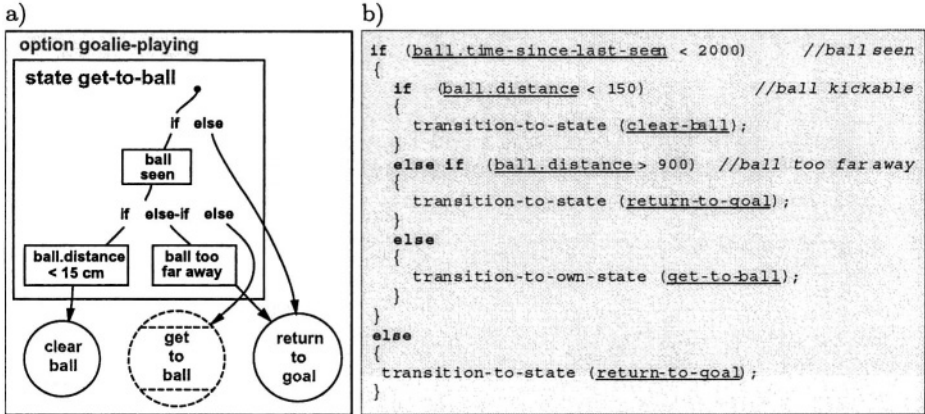 a)
option goalie-playing
state get-to-ball
if else
ball
seen
if else-if else
ball.distance
< 15 cm
ball too
far away
clear
ball
get
to
ball
return
to
goal
b)
if (ball.time-since-last-seen < 2000) //ball seen
{
if (ball.distance < 150) //ball kickable
{
transition-to-state (clear-ball);
}
else if (ball.distance > 900) //ball too far away
{
transition-to-state (return-to-goal);
}
else
{
transition-to-own-state (get-to-ball);
}
}
else
{
transition-to-state (return-to-goal);
}